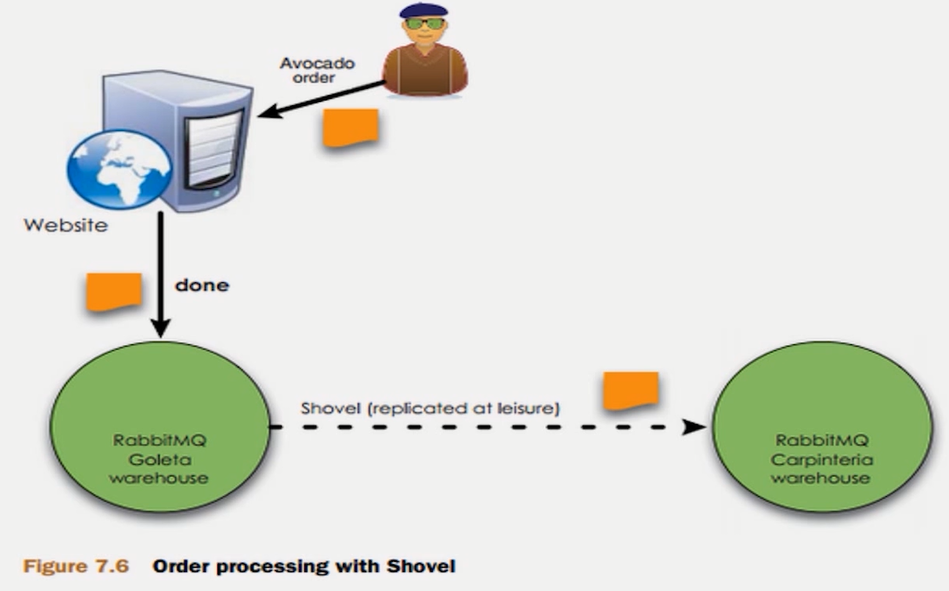 Avocado
order
Website
done
Shovel (replicated at leisure)
RabbitMQ
Goleta
warehouse
RabbitMQ
Carpinteria
warehouse
Figure 7.6 Order processing with Shovel